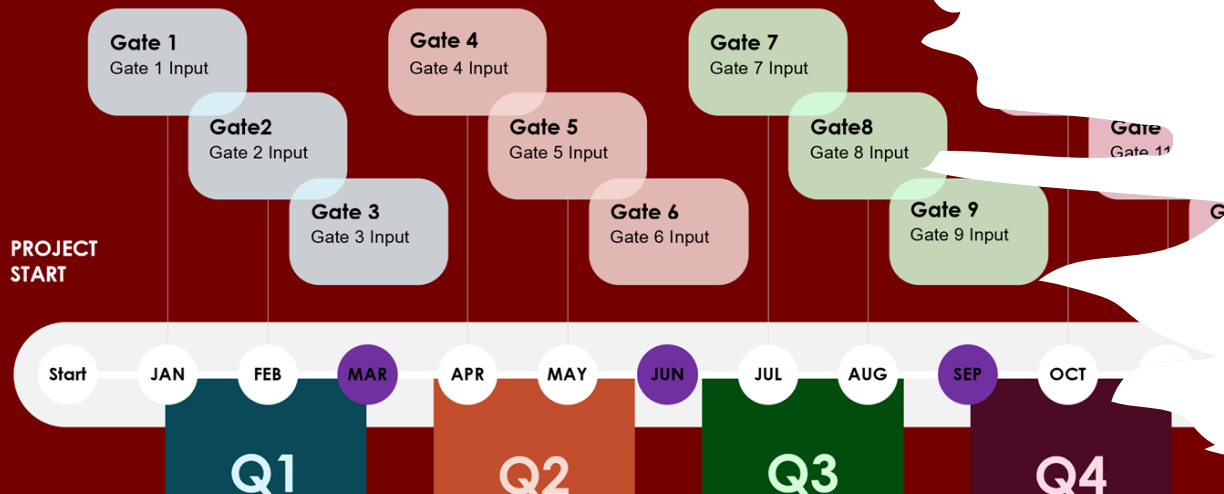 Gate 1
Gate 1 Input
Gate 4
Gate 4 Input
Gate 7
Gate 7 Input
Gate2
Gate 2 Input
Gate 5
Gate 5 Input
Gate8
Gate 8 Input
Gate
Gate 11
Gate 3
Gate 3 Input
Gate 6
Gate 6 Input
Gate 9
Gate 9 Input
PROJECT
START
Start JAN FEB MAR APR MAY JUN JUL AUG SEP OCT
Q1 Q2 Q3 Q4